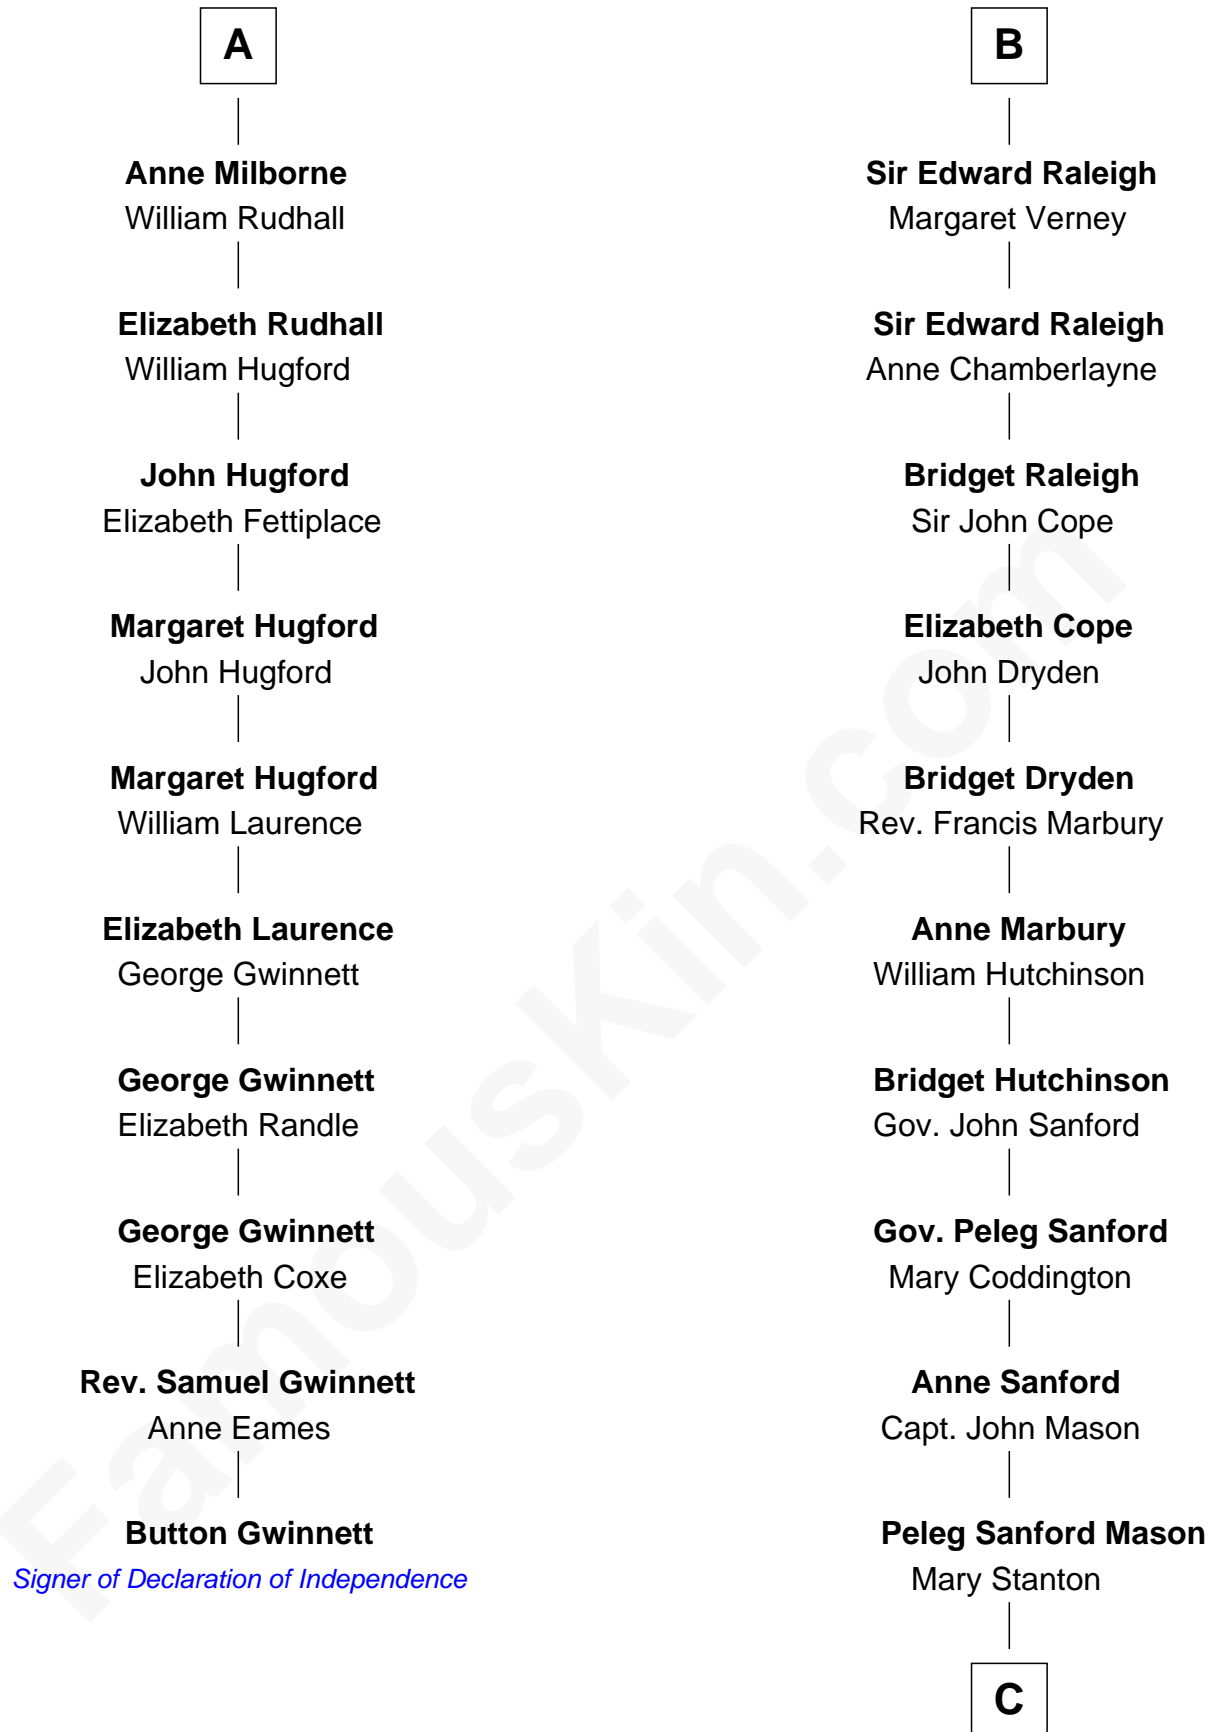 A
Anne Milborne
William Rudhall
Elizabeth Rudhall
William Hugford
John Hugford
Elizabeth Fettiplace
Margaret Hugford
John Hugford
Margaret Hugford
William Laurence
Elizabeth Laurence
George Gwinnett
George Gwinnett
Elizabeth Randle
George Gwinnett
Elizabeth Coxe
Rev. Samuel Gwinnett
Anne Eames
Button Gwinnett
Signer of Declaration of Independence
B
Sir Edward Raleigh
Margaret Verney
Sir Edward Raleigh
Anne Chamberlayne
Bridget Raleigh
Sir John Cope
Elizabeth Cope
John Dryden
Bridget Dryden
Rev. Francis Marbury
Anne Marbury
William Hutchinson
Bridget Hutchinson
Gov. John Sanford
Gov. Peleg Sanford
Mary Coddington
Anne Sanford
Capt. John Mason
Peleg Sanford Mason
Mary Stanton
C
FamousKin.com